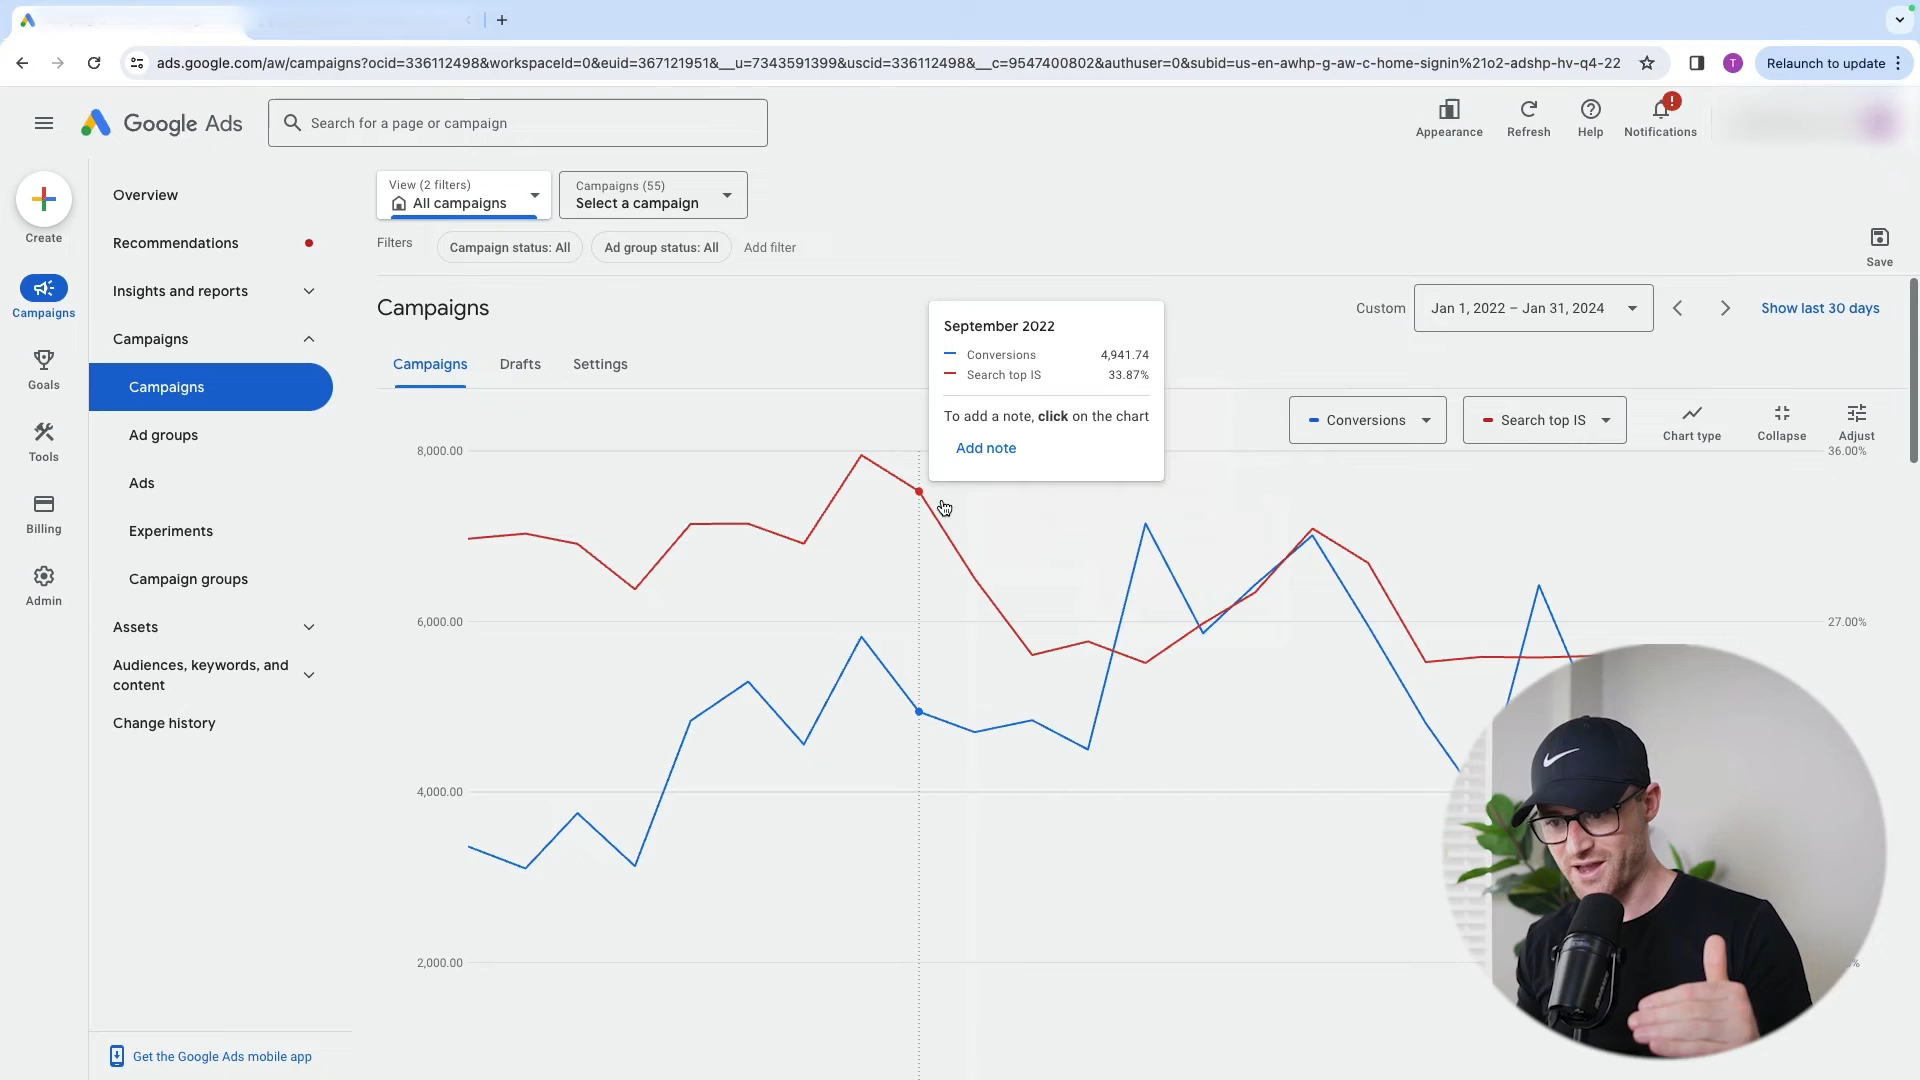 ads.google.com/aw/campaigns?ocid=336112498&workspaceId=0&euid=367121951&__u=7343591399&uscid=336112498&__c=9547400802&authuser=0&subid=us-en-awhp-g-aw-c-home-signin%21o2-adshp-hv-q4-22
T
Relaunch to update
Google Ads
Search for a page or campaign
Appearance
Refresh
Help
Notifications
Create
Campaigns
Goals
Tools
Billing
Admin
Overview
Recommendations
Insights and reports
Campaigns
Campaigns
Ad groups
Ads
Experiments
Campaign groups
Assets
Audiences, keywords, and
content
Change history
Get the Google Ads mobile app
View (2 filters)
All campaigns
Campaigns (55)
Select a campaign
Filters
Campaign status: All
Ad group status: All
Add filter
Save
Campaigns
Custom
Jan 1, 2022 – Jan 31, 2024
Show last 30 days
Campaigns
Drafts
Settings
September 2022
Conversions 4,941.74
Search top IS 33.87%
To add a note, click on the chart
Add note
Conversions
Search top IS
Chart type
Collapse
Adjust
8,000.00
36.00%
6,000.00
27.00%
4,000.00
2,000.00